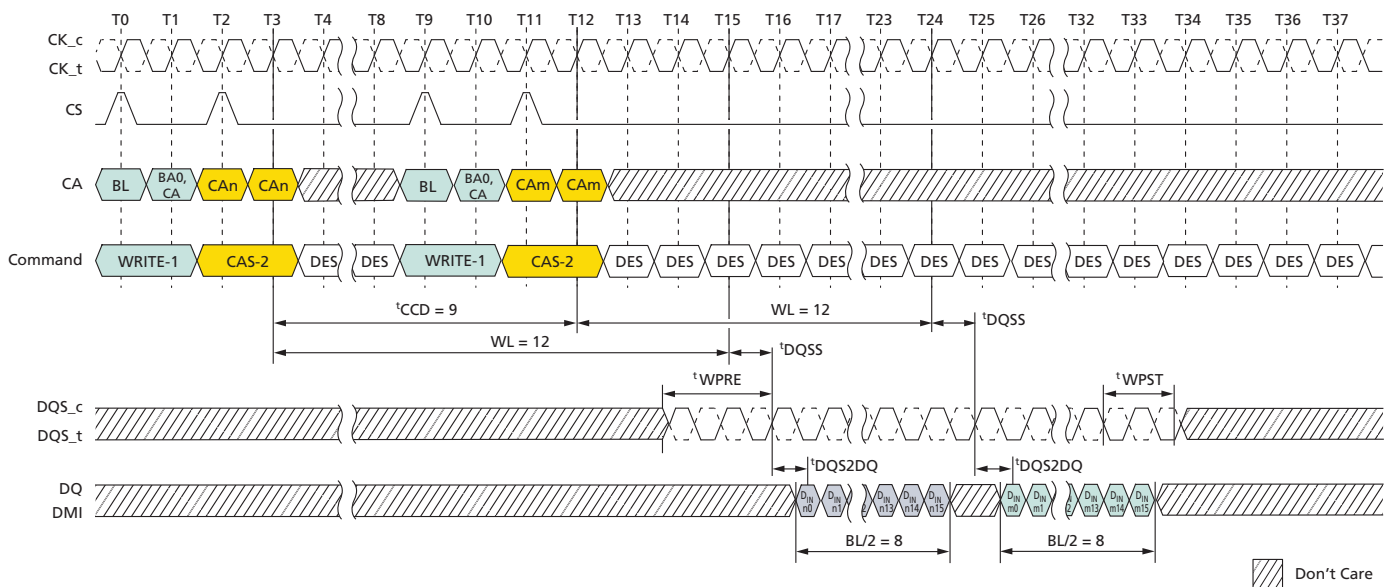 T0 T1 T2 T3 T4 T8 T9 T10 T11 T12 T13 T14 T15 T16 T17 T23 T24 T25 T26 T32 T33 T34 T35 T36 T37
CK_c
CK_t
CS
CA BL BA0, CA CAn CAn BL BA0, CA CAm CAm
Command WRITE-1 CAS-2 DES DES WRITE-1 CAS-2 DES DES DES DES DES DES DES DES DES DES DES DES DES DES DES
tCCD = 9 WL = 12 tDQSS
WL = 12 tDQSS
tWPRE tWPST
DQS_c
DQS_t
tDQS2DQ tDQS2DQ
DQ
DMI
DIN n0 DIN n1 DIN n13 DIN n14 DIN n15 DIN m0 DIN m1 DIN m13 DIN m14 DIN m15
BL/2 = 8 BL/2 = 8
Don't Care